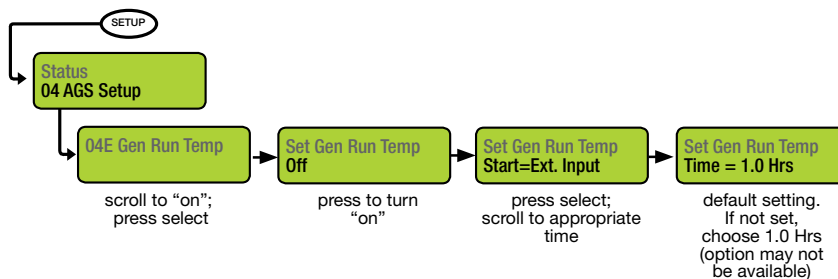 SETUP
Status
04 AGS Setup
04E Gen Run Temp
scroll to “on”;
press select
Set Gen Run Temp
Off
press to turn
“on”
Set Gen Run Temp
Start=Ext. Input
press select;
scroll to appropriate
time
Set Gen Run Temp
Time = 1.0 Hrs
default setting.
If not set,
choose 1.0 Hrs
(option may not
be available)